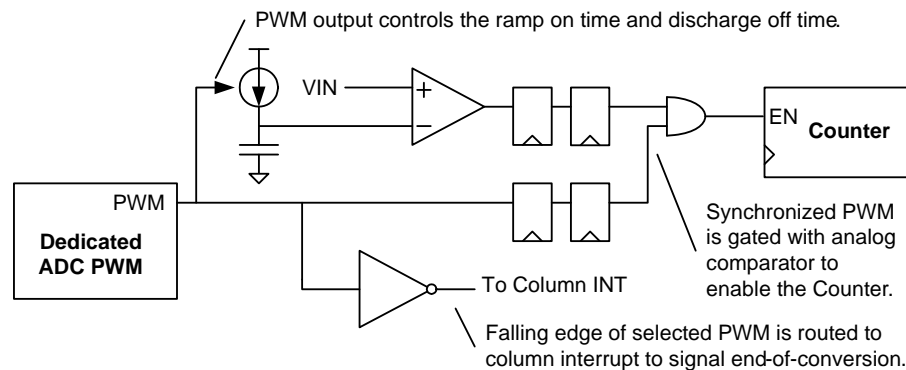 PWM output controls the ramp on time and discharge off time.
VIN
+
−
EN
Counter
PWM
Dedicated
ADC PWM
Synchronized PWM
is gated with analog
comparator to
enable the Counter.
To Column INT
Falling edge of selected PWM is routed to
column interrupt to signal end-of-conversion.